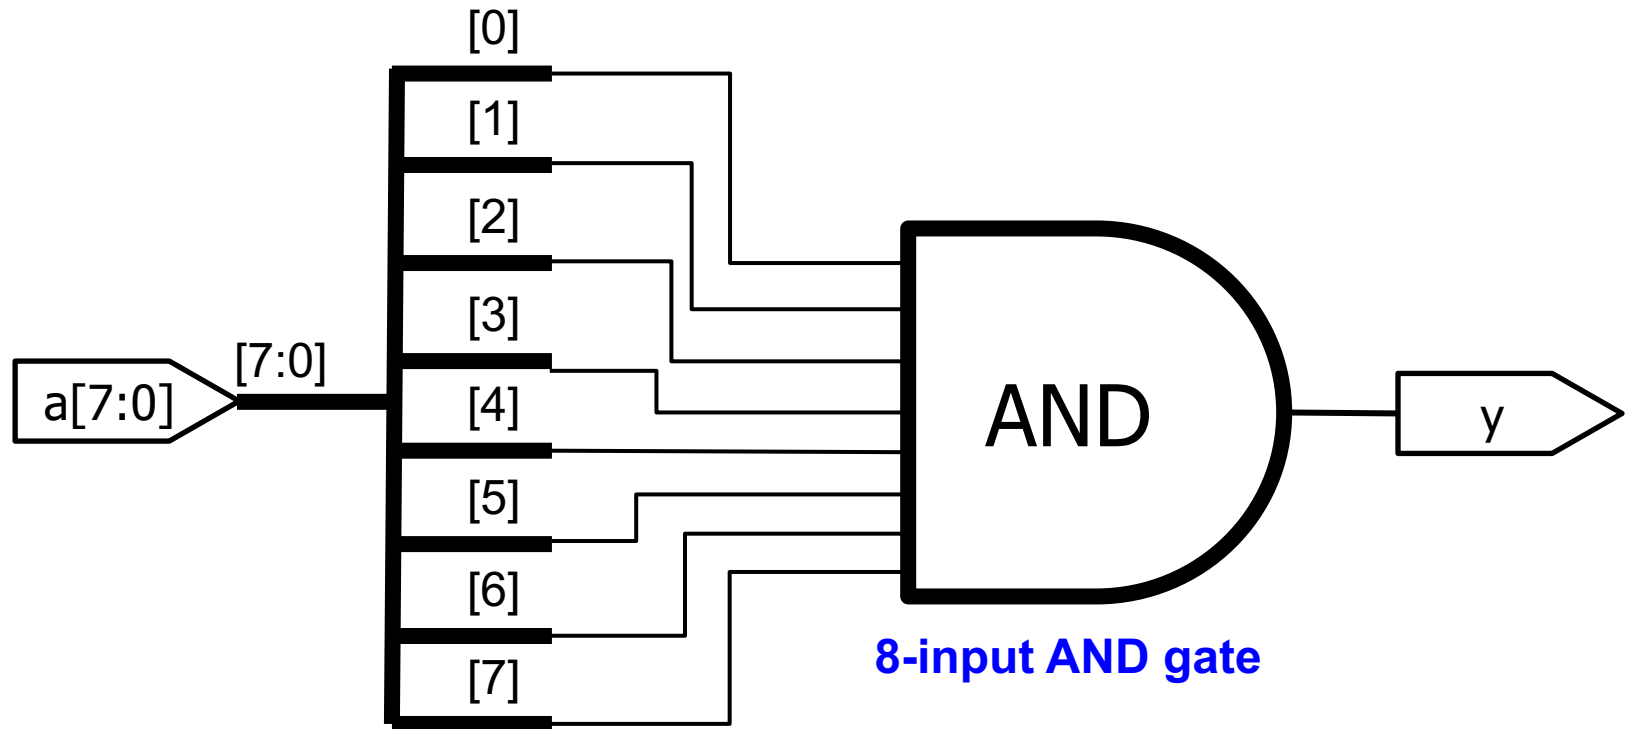 [0]
[1]
[2]
[3]
[7:0]
a[7:0]
[4]
AND
y
[5]
[6]
8-input AND gate
[7]